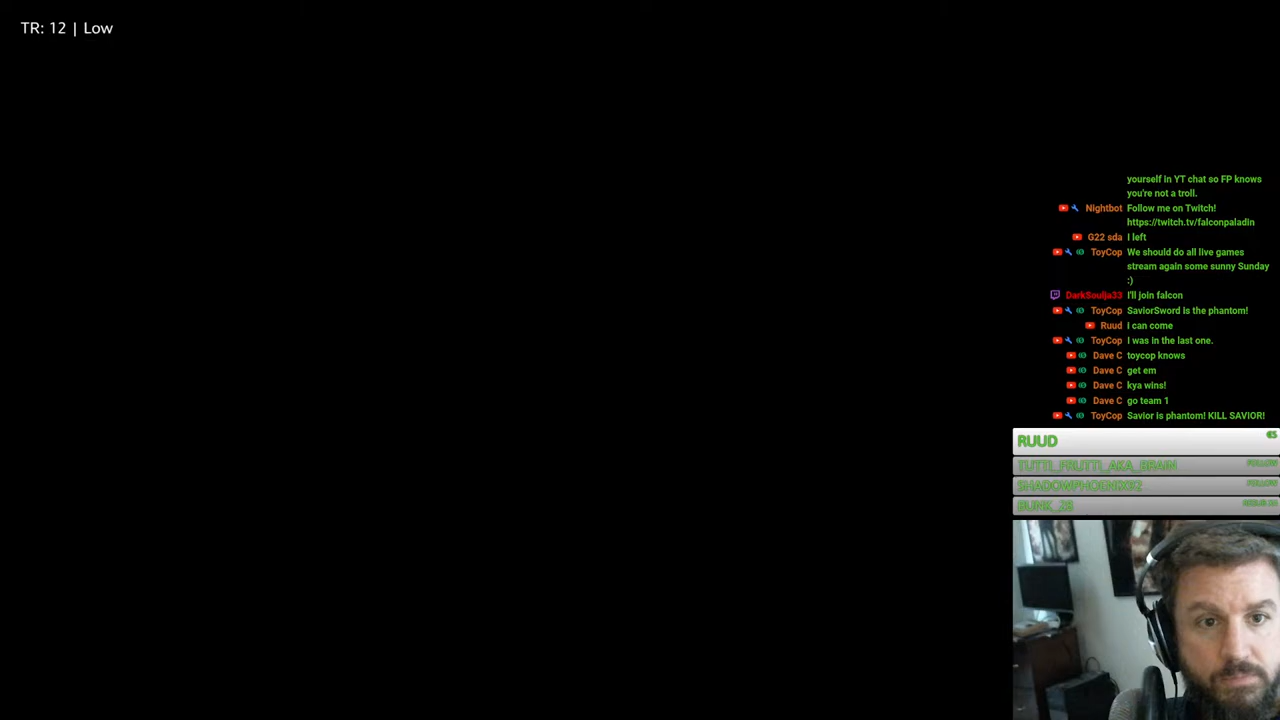 TR: 12 | Low
yourself in YT chat so FP knows
you're not a troll.
Nightbot Follow me on Twitch!
https://twitch.tv/falconpaladin
G22 sda I left
ToyCop We should do all live games
stream again some sunny Sunday
:)
DarkSoulja33 I'll join falcon
ToyCop SaviorSword is the phantom!
Ruud i can come
ToyCop I was in the last one.
Dave C toycop knows
Dave C get em
Dave C kya wins!
Dave C go team 1
ToyCop Savior is phantom! KILL SAVIOR!
RUUD
TUTTI_FRUTTI_AKA_BRAIN FOLLOW
SHADOWPHOENIXX2 FOLLOW
BUNK_28